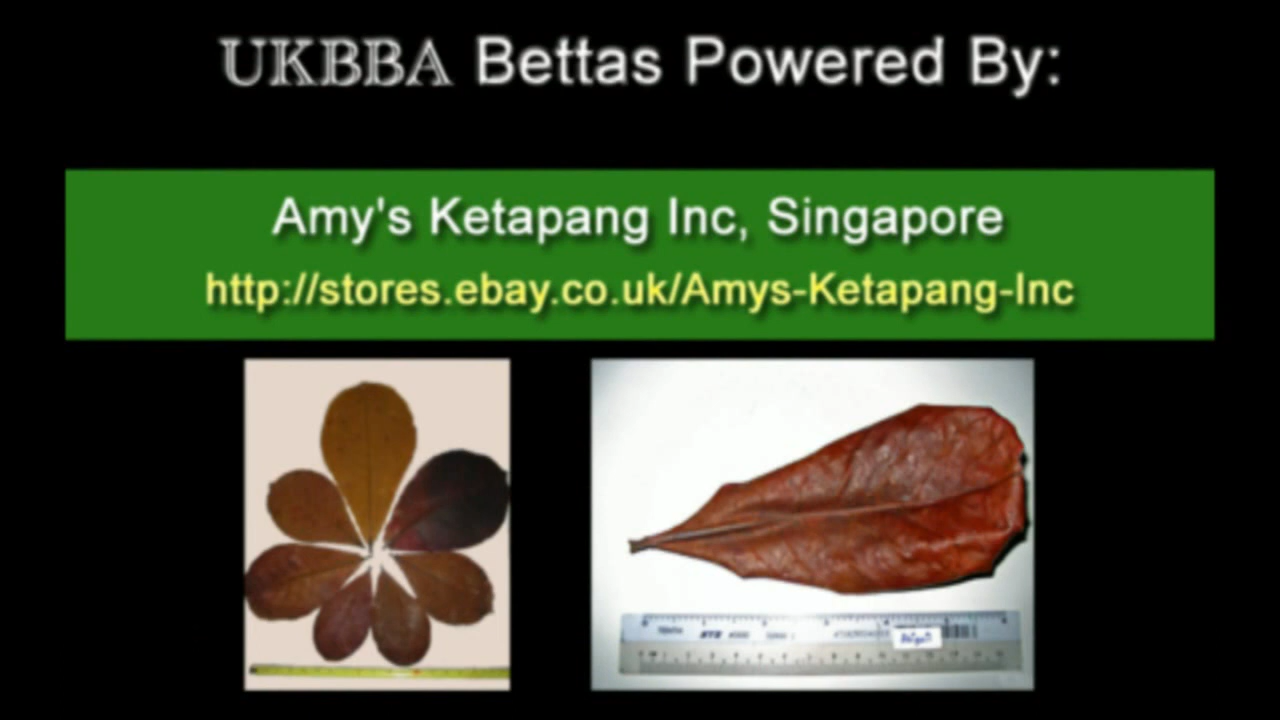 UKBBA Bettas Powered By:
Amy's Ketapang Inc, Singapore
http://stores.ebay.co.uk/Amys-Ketapang-Inc